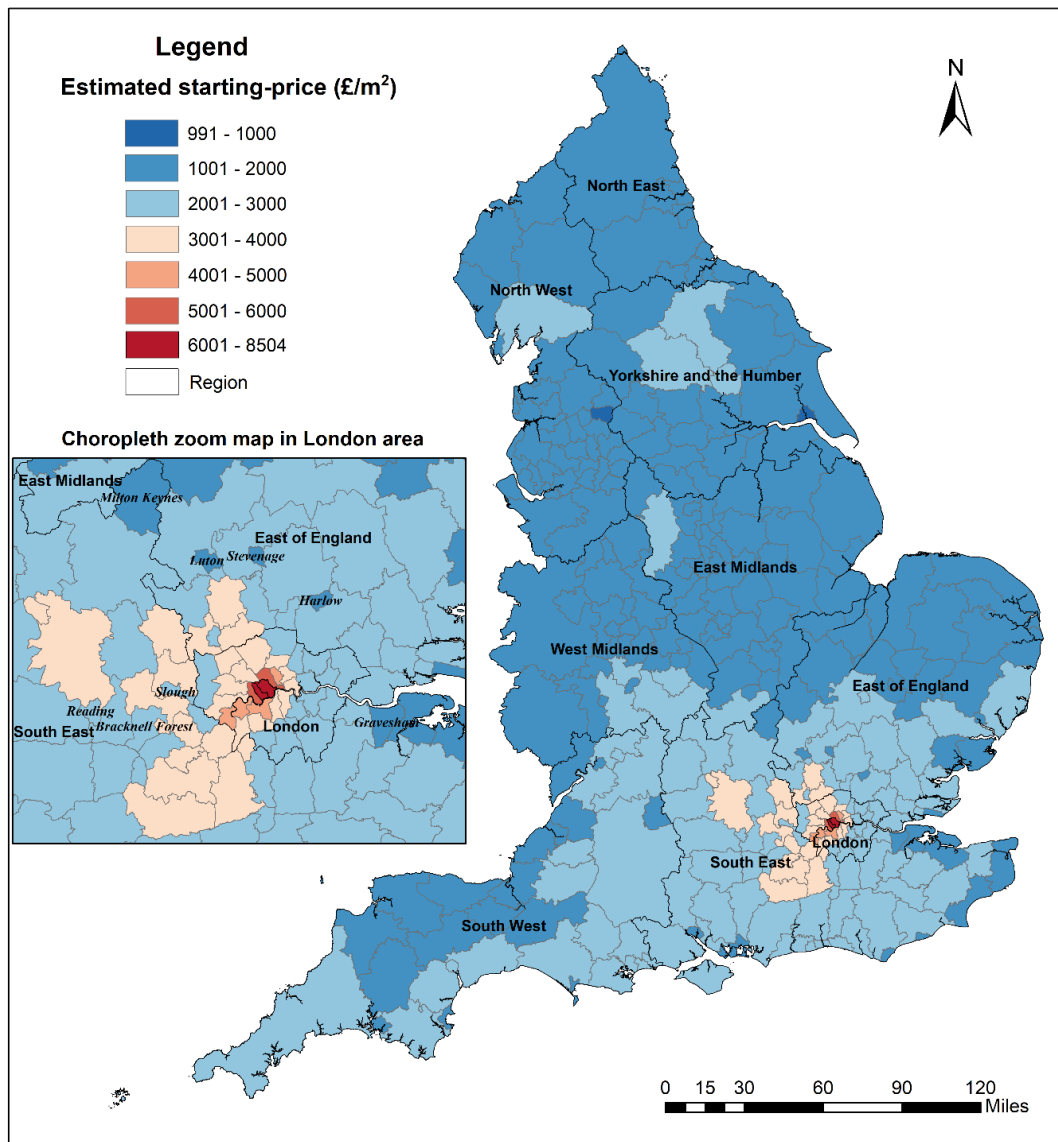 Legend
Estimated starting-price (£/m²)
991 - 1000
1001 - 2000
2001 - 3000
3001 - 4000
4001 - 5000
5001 - 6000
6001 - 8504
Region
N
North East
North West
Yorkshire and the Humber
East Midlands
West Midlands
East of England
London
South East
South West
Choropleth zoom map in London area
East Midlands
Milton Keynes
East of England
Luton
Stevenage
Harlow
Slough
Reading
Bracknell Forest
Gravesham
South East
London
0 15 30 60 90 120
Miles